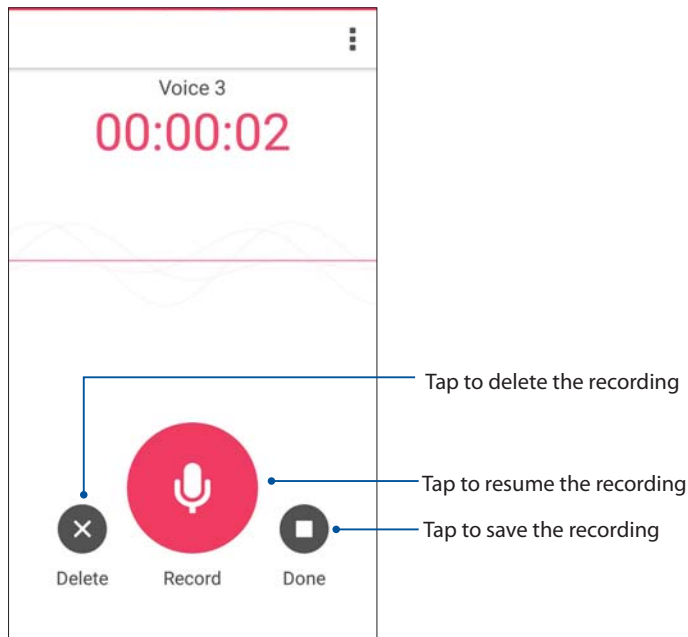 Voice 3
00:00:02
Tap to delete the recording
Tap to resume the recording
Tap to save the recording
Delete
Record
Done